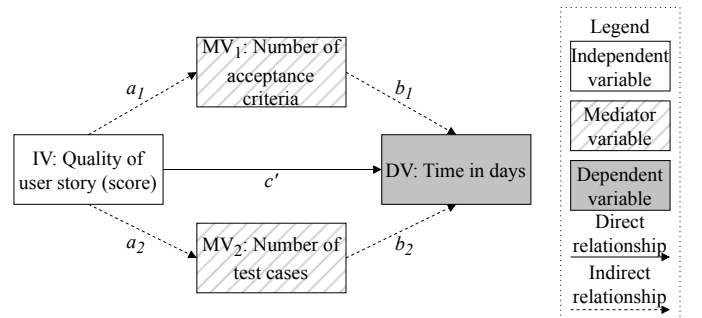 MV1: Number of
acceptance
criteria
a1
b1
IV: Quality of
user story (score)
c'
DV: Time in days
a2
b2
MV2: Number of
test cases
Legend
Independent
variable
Mediator
variable
Dependent
variable
Direct
relationship
Indirect
relationship